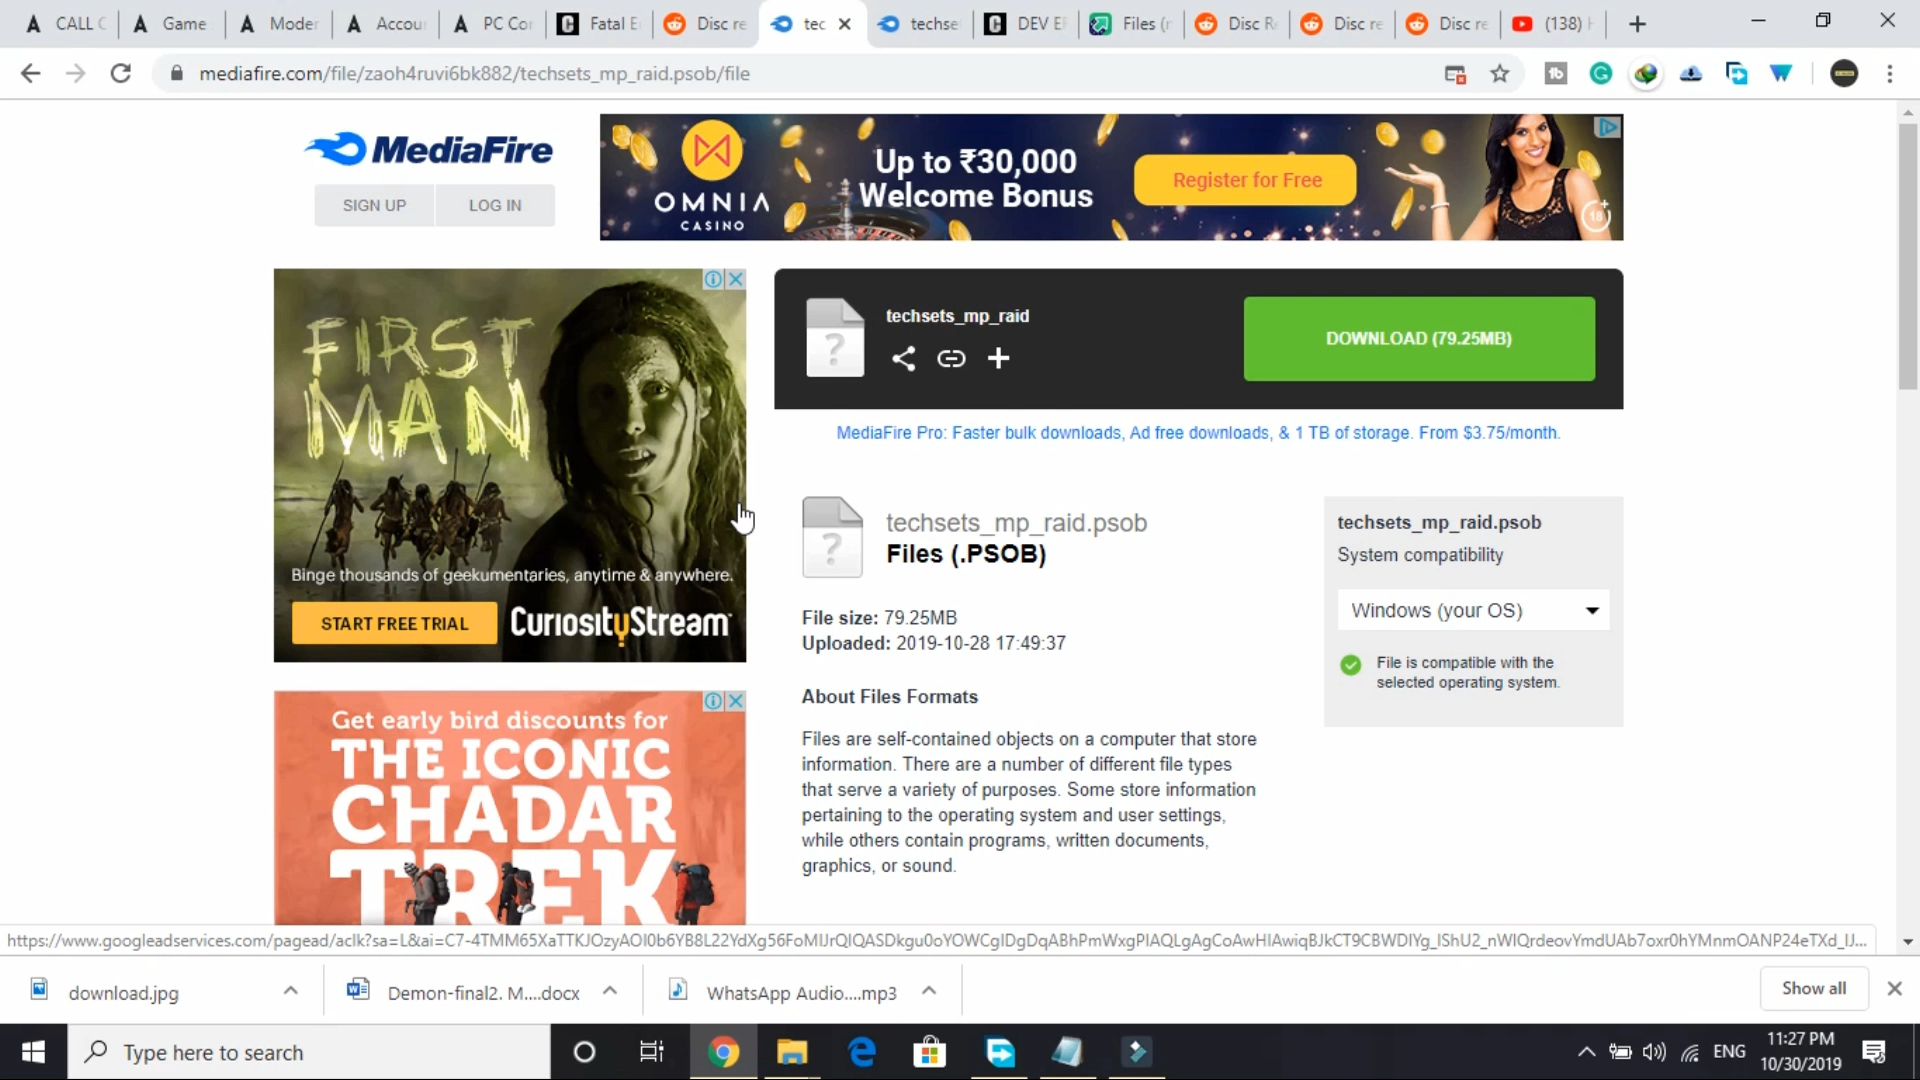 CALL C
Game
Moder
Accou
PC Co
Fatal E
Disc re
tec
techse
DEV E
Files (r
Disc R
Disc re
Disc re
(138)
mediafire.com/file/zaoh4ruvi6bk882/techsets_mp_raid.psob/file
MediaFire
SIGN UP
LOG IN
OMNIA
CASINO
Up to ₹30,000
Welcome Bonus
Register for Free
18+
FIRST
MAN
Binge thousands of geekumentaries, anytime & anywhere.
START FREE TRIAL
CuriosityStream
techsets_mp_raid
DOWNLOAD (79.25MB)
MediaFire Pro: Faster bulk downloads, Ad free downloads, & 1 TB of storage. From $3.75/month.
techsets_mp_raid.psob
Files (.PSOB)
File size: 79.25MB
Uploaded: 2019-10-28 17:49:37
About Files Formats
Files are self-contained objects on a computer that store
information. There are a number of different file types
that serve a variety of purposes. Some store information
pertaining to the operating system and user settings,
while others contain programs, written documents,
graphics, or sound.
techsets_mp_raid.psob
System compatibility
Windows (your OS)
File is compatible with the
selected operating system.
Get early bird discounts for
THE ICONIC
CHADAR
TREK
download.jpg
Demon-final2. M....docx
WhatsApp Audio....mp3
Show all
Type here to search
ENG
11:27 PM
10/30/2019